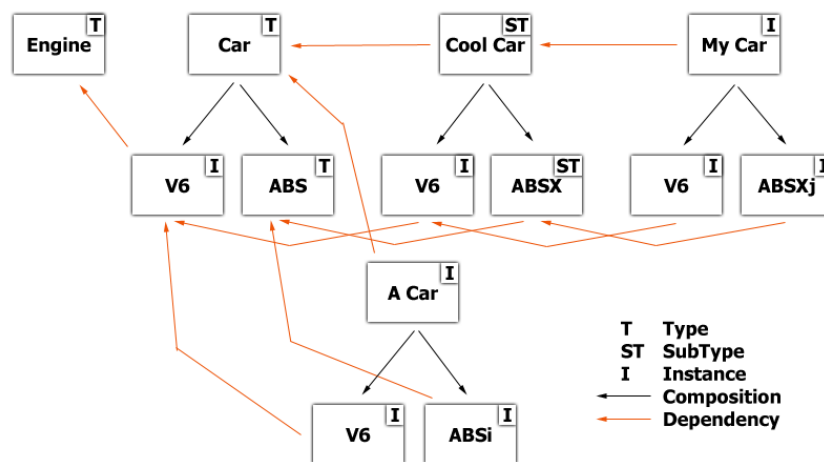 Engine T
Car T
Cool Car ST
My Car I
V6 I
ABS T
V6 I
ABSX ST
V6 I
ABSXj I
A Car I
V6 I
ABSi I
T Type
ST SubType
I Instance
Composition
Dependency